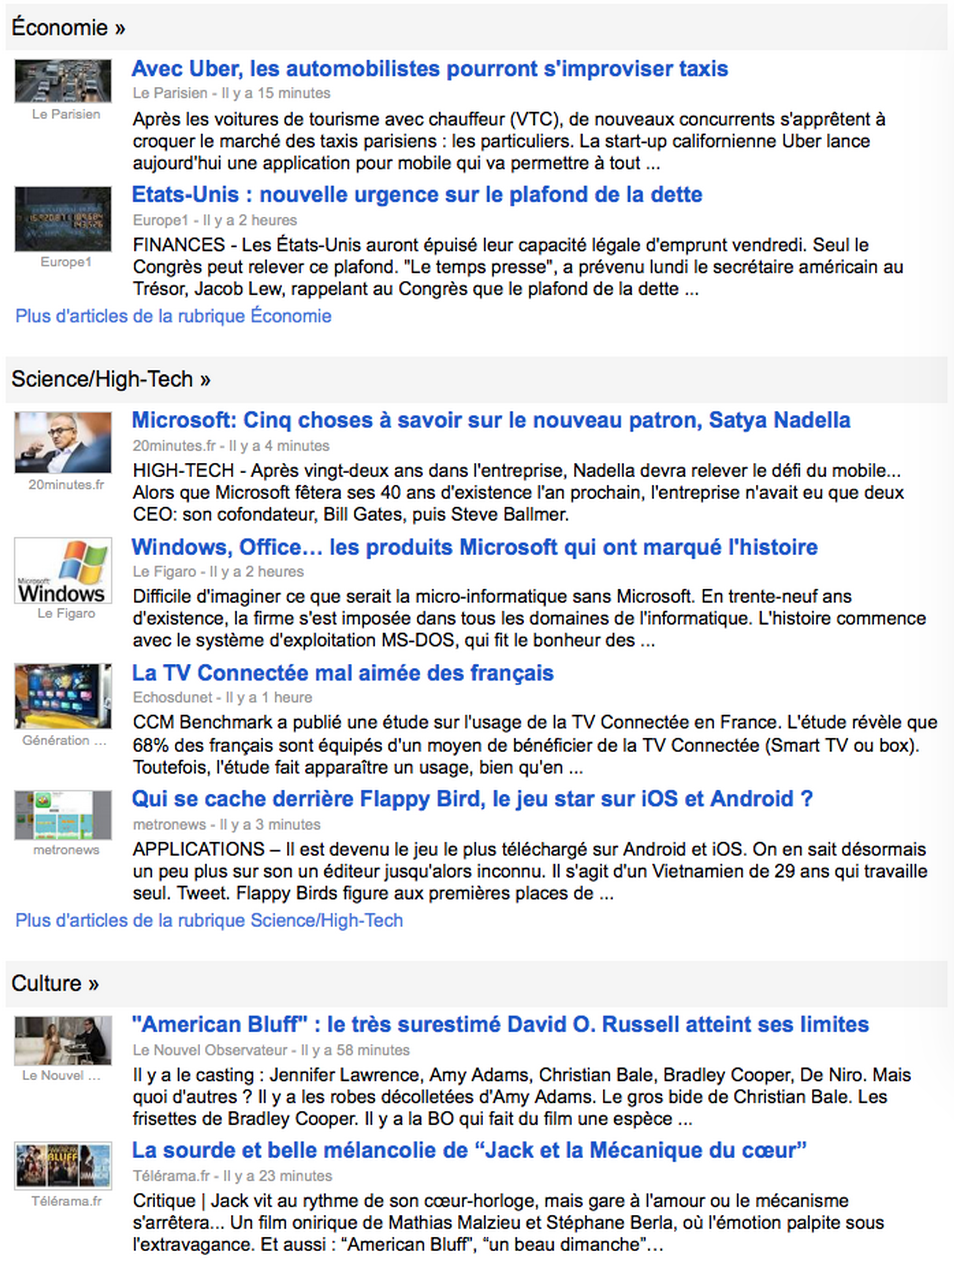 Économie »
Avec Uber, les automobilistes pourront s'improviser taxis
Le Parisien - Il y a 15 minutes
Le Parisien
Après les voitures de tourisme avec chauffeur (VTC), de nouveaux concurrents s'apprêtent à
croquer le marché des taxis parisiens : les particuliers. La start-up californienne Uber lance
aujourd'hui une application pour mobile qui va permettre à tout ...
Etats-Unis : nouvelle urgence sur le plafond de la dette
Europe1 - Il y a 2 heures
Europe1
FINANCES - Les États-Unis auront épuisé leur capacité légale d'emprunt vendredi. Seul le
Congrès peut relever ce plafond. "Le temps presse", a prévenu lundi le secrétaire américain au
Trésor, Jacob Lew, rappelant au Congrès que le plafond de la dette ...
Plus d'articles de la rubrique Économie
Science/High-Tech »
Microsoft: Cinq choses à savoir sur le nouveau patron, Satya Nadella
20minutes.fr - Il y a 4 minutes
20minutes.fr
HIGH-TECH - Après vingt-deux ans dans l'entreprise, Nadella devra relever le défi du mobile...
Alors que Microsoft fêtera ses 40 ans d'existence l'an prochain, l'entreprise n'avait eu que deux
CEO: son cofondateur, Bill Gates, puis Steve Ballmer.
Windows, Office… les produits Microsoft qui ont marqué l'histoire
Le Figaro - Il y a 2 heures
Microsoft
Windows
Le Figaro
Difficile d'imaginer ce que serait la micro-informatique sans Microsoft. En trente-neuf ans
d'existence, la firme s'est imposée dans tous les domaines de l'informatique. L'histoire commence
avec le système d'exploitation MS-DOS, qui fit le bonheur des ...
La TV Connectée mal aimée des français
Echosdunet - Il y a 1 heure
Génération ...
CCM Benchmark a publié une étude sur l'usage de la TV Connectée en France. L'étude révèle que
68% des français sont équipés d'un moyen de bénéficier de la TV Connectée (Smart TV ou box).
Toutefois, l'étude fait apparaître un usage, bien qu'en ...
Qui se cache derrière Flappy Bird, le jeu star sur iOS et Android ?
metronews - Il y a 3 minutes
metronews
APPLICATIONS – Il est devenu le jeu le plus téléchargé sur Android et iOS. On en sait désormais
un peu plus sur son un éditeur jusqu'alors inconnu. Il s'agit d'un Vietnamien de 29 ans qui travaille
seul. Tweet. Flappy Birds figure aux premières places de ...
Plus d'articles de la rubrique Science/High-Tech
Culture »
"American Bluff" : le très surestimé David O. Russell atteint ses limites
Le Nouvel Observateur - Il y a 58 minutes
Le Nouvel ...
Il y a le casting : Jennifer Lawrence, Amy Adams, Christian Bale, Bradley Cooper, De Niro. Mais
quoi d'autres ? Il y a les robes décolletées d'Amy Adams. Le gros bide de Christian Bale. Les
frisettes de Bradley Cooper. Il y a la BO qui fait du film une espèce ...
La sourde et belle mélancolie de “Jack et la Mécanique du cœur”
Télérama.fr - Il y a 23 minutes
BLUFF
Télérama.fr
Critique | Jack vit au rythme de son cœur-horloge, mais gare à l'amour ou le mécanisme
s'arrêtera... Un film onirique de Mathias Malzieu et Stéphane Berla, où l'émotion palpite sous
l'extravagance. Et aussi : “American Bluff”, “un beau dimanche”…